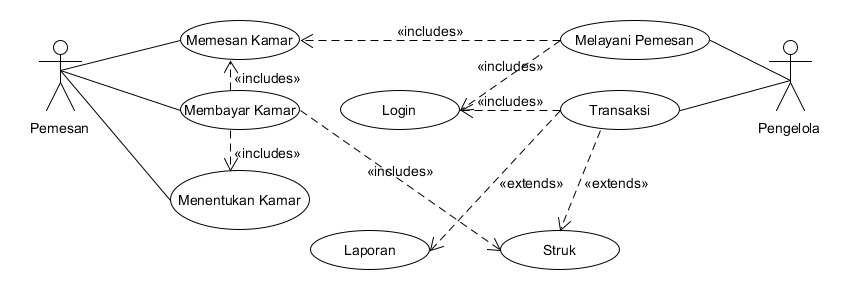 «includes»
Memesan Kamar
Melayani Pemesan
«includes»
«includes»
Membayar Kamar
Login
«includes»
Transaksi
Pemesan
Pengelola
«includes»
«includes»
«extends»
«extends»
Menentukan Kamar
Laporan
Struk